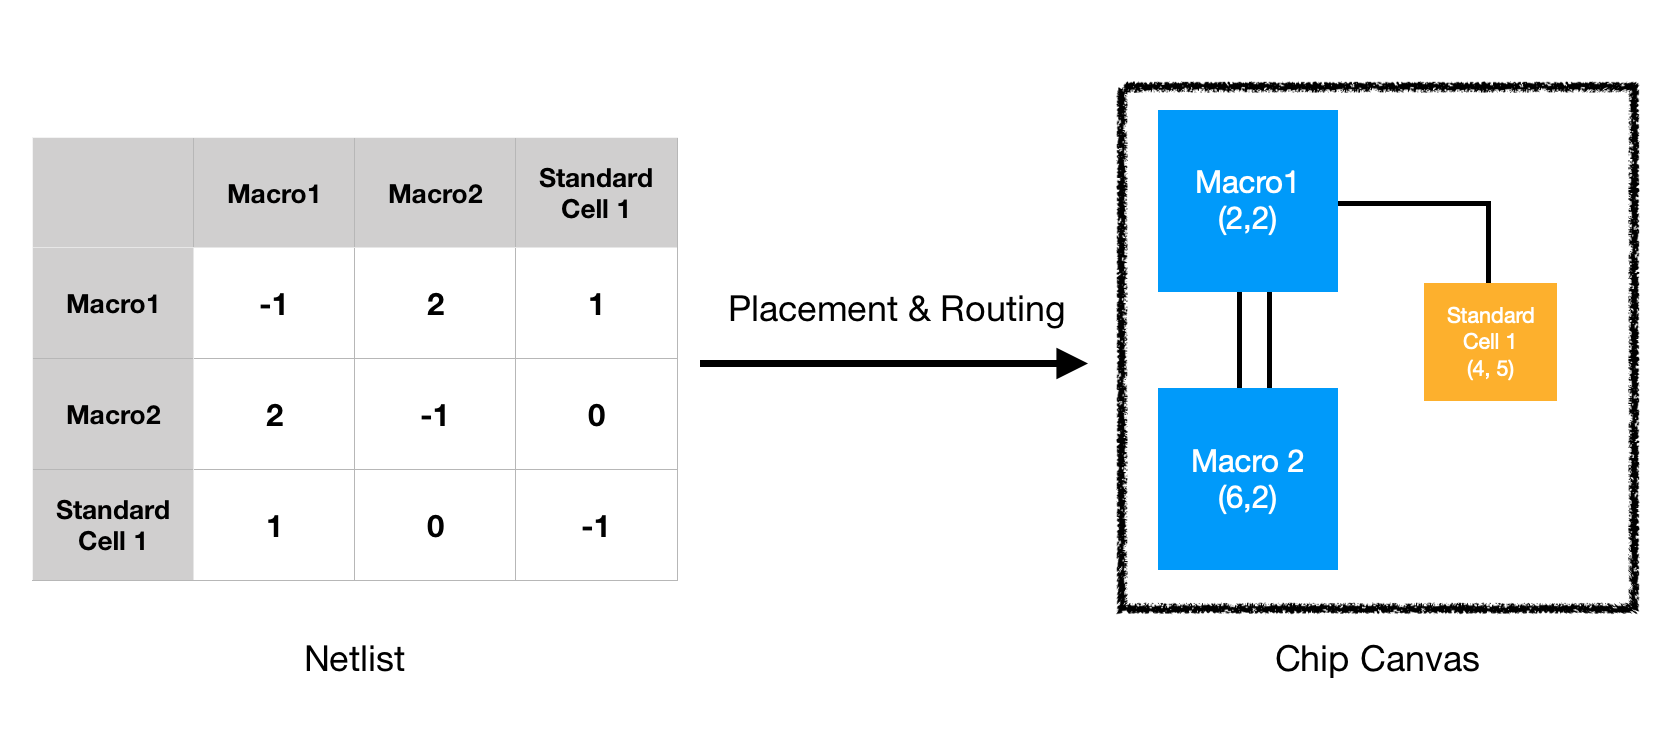 Macro1 Macro2 Standard
Cell 1
Macro1 -1 2 1
Macro2 2 -1 0
Standard
Cell 1 1 0 -1
Netlist
Placement & Routing
Macro1
(2,2)
Standard
Cell 1
(4, 5)
Macro 2
(6,2)
Chip Canvas